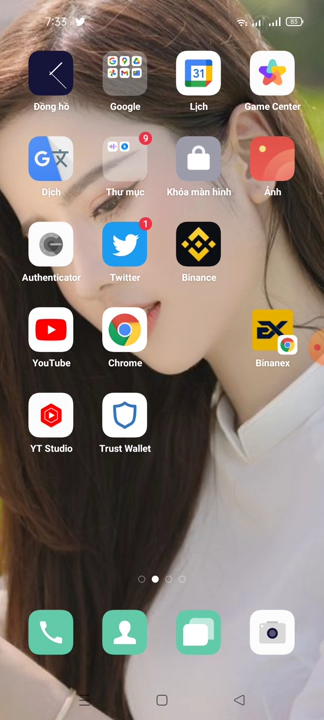 7:33
83
31
Đồng hồ
Google
Lịch
Game Center
G
9
Dịch
Thư mục
Khóa màn hình
Ảnh
1
Authenticator
Twitter
Binance
EX
YouTube
Chrome
Binanex
YT Studio
Trust Wallet